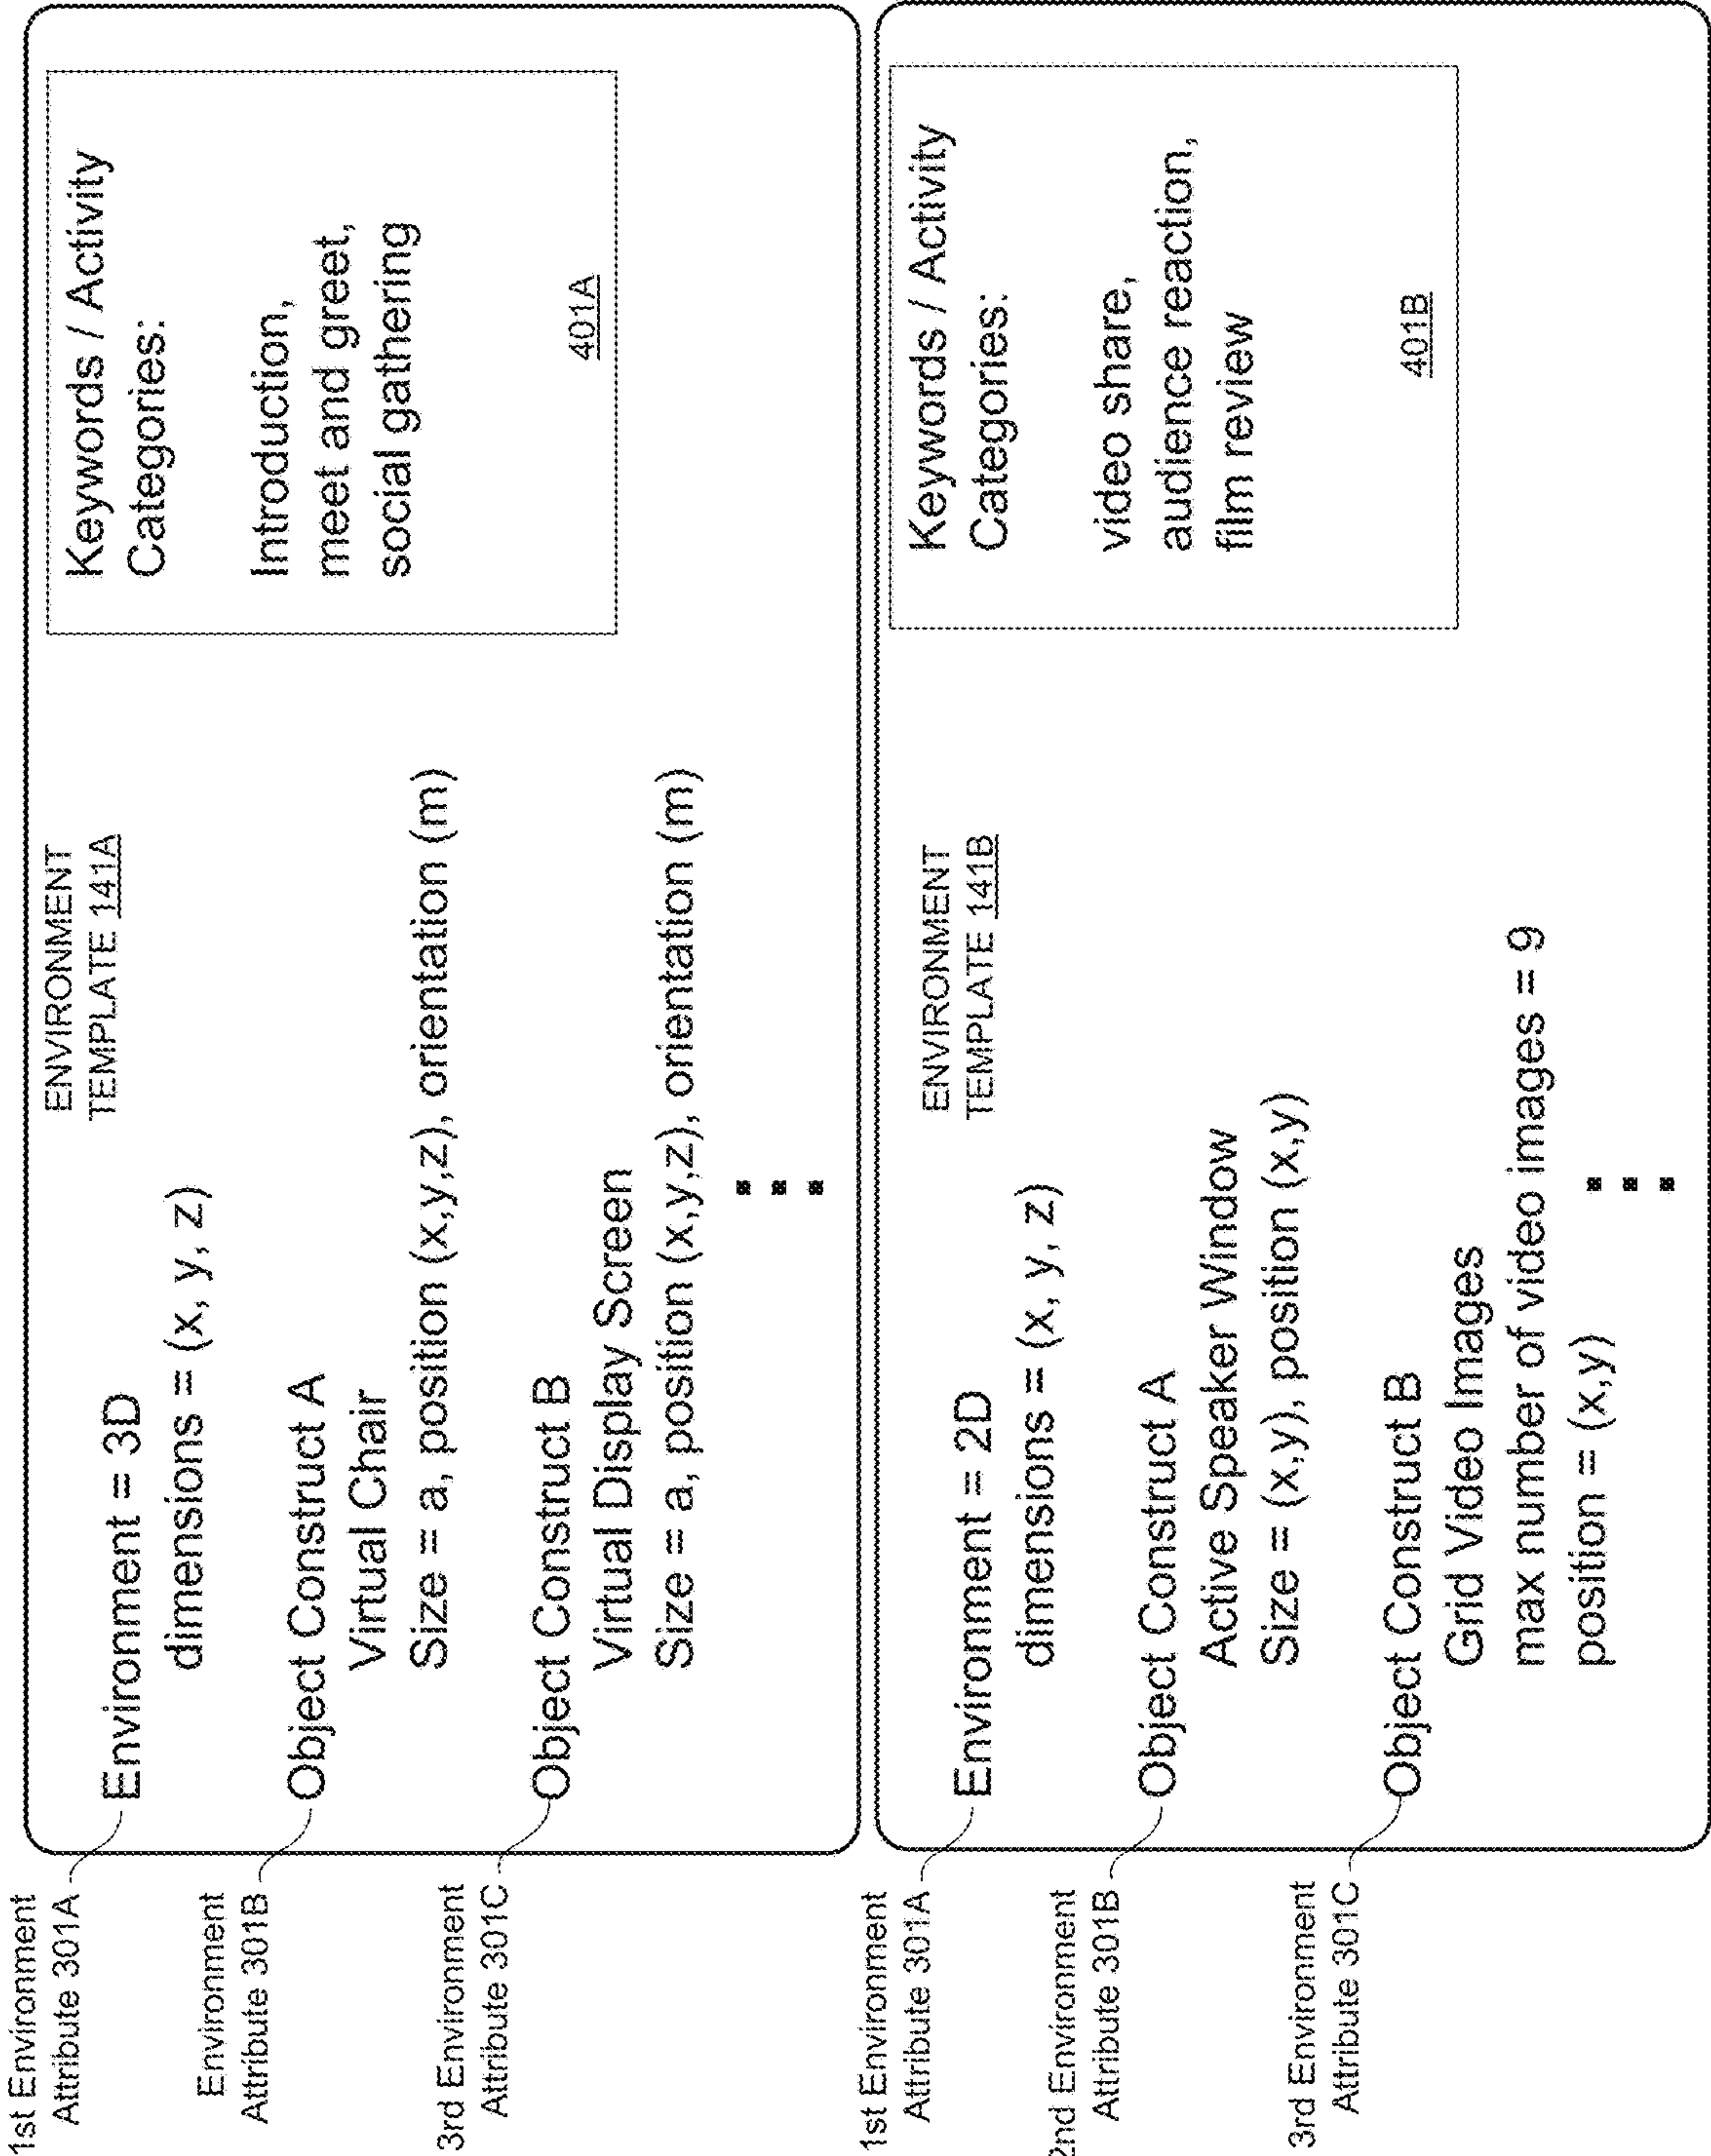 1st Environment
Attribute 301A
Environment
Attribute 301B
3rd Environment
Attribute 301C
ENVIRONMENT
TEMPLATE 141A
Environment = 3D
dimensions = (x, y, z)
Object Construct A
Virtual Chair
Size = a, position (x,y,z), orientation (m)
Object Construct B
Virtual Display Screen
Size = a, position (x,y,z), orientation (m)
Keywords / Activity
Categories:
Introduction,
meet and greet,
social gathering
401A
1st Environment
Attribute 301A
2nd Environment
Attribute 301B
3rd Environment
Attribute 301C
ENVIRONMENT
TEMPLATE 141B
Environment = 2D
dimensions = (x, y, z)
Object Construct A
Active Speaker Window
Size = (x,y), position (x,y)
Object Construct B
Grid Video Images
max number of video images = 9
position = (x,y)
Keywords / Activity
Categories:
video share,
audience reaction,
film review
401B